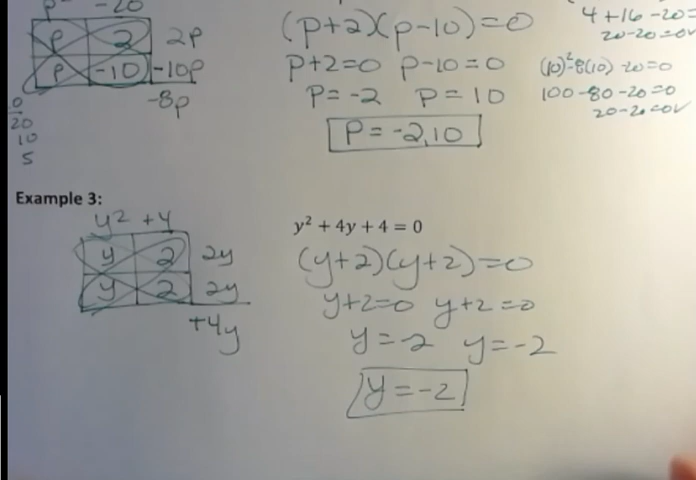 p² -20
p 2 2p
p -10 -10p
-8p
20
10
5
(p+2)(p-10)=0
p+2=0 p-10=0
p=-2 p=10
p=-2,10
4+16-20=
20-20=0✓
(10)²-8(10)-20=0
100-80-20=0
20-20=0✓
Example 3:
y² +4
y 2 2y
y 2 2y
+4y
y² + 4y + 4 = 0
(y+2)(y+2)=0
y+2=0 y+2=0
y=-2 y=-2
y=-2